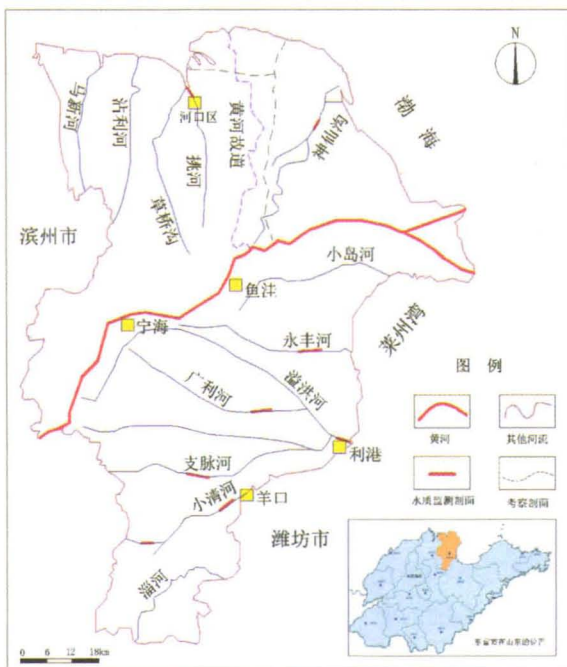 N
渤海
马新河
沾利河
河口区
黄河故道
神仙沟
挑河
草桥沟
滨州市
小岛河
鱼洼
莱州湾
宁海
永丰河
图 例
溢洪河
广利河
黄河
其他河流
利港
支脉河
水质监测剖面
考察剖面
小清河
羊口
潍坊市
淄河
0 6 12 18km